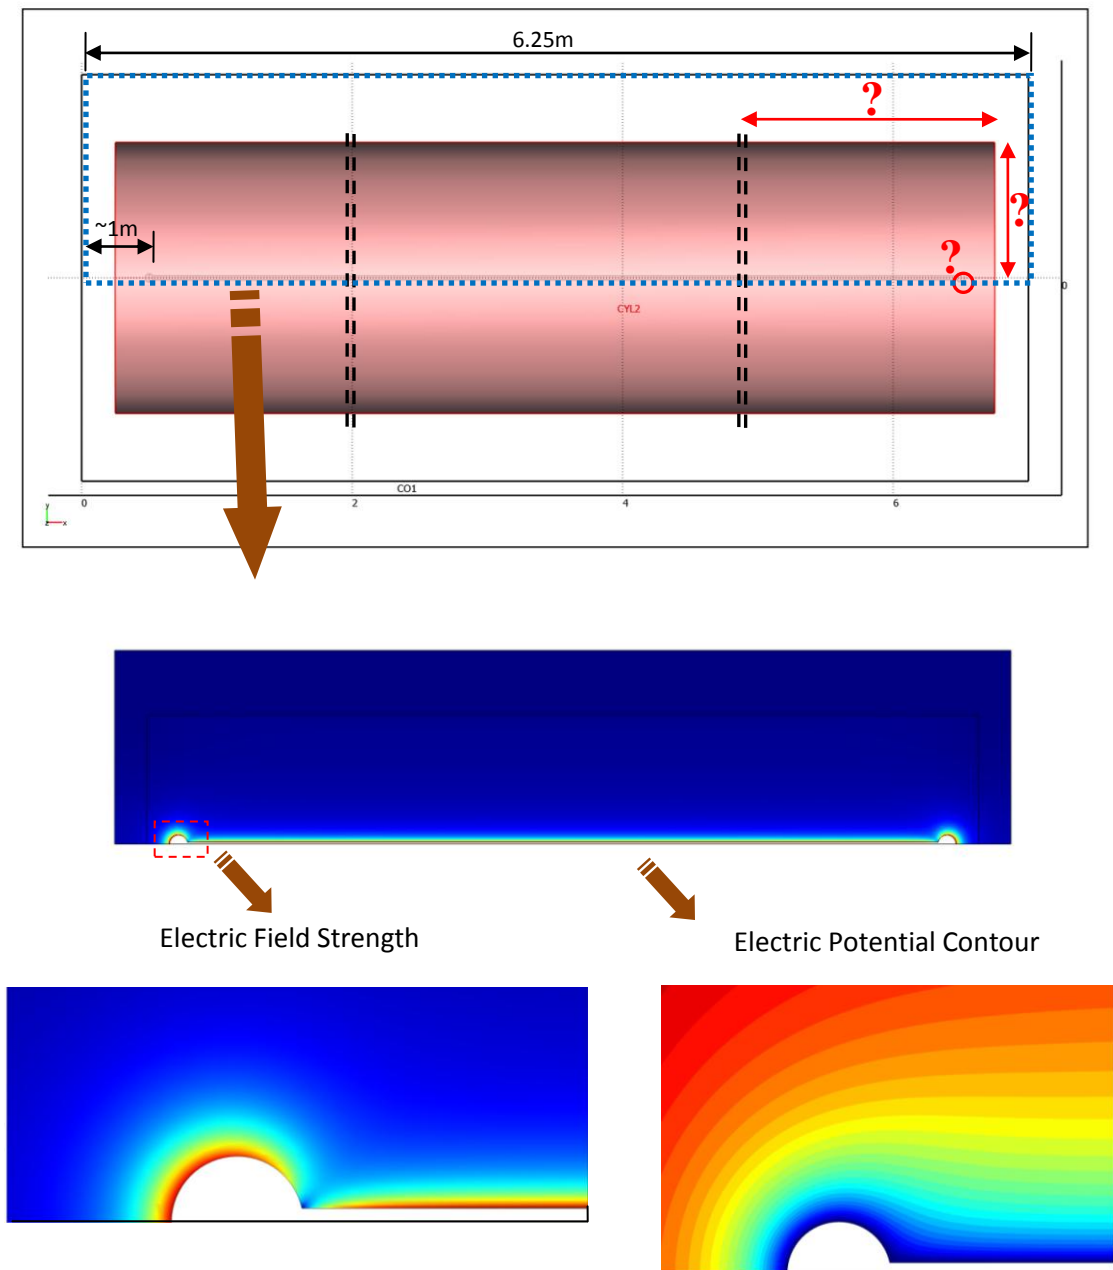 6.25m
?
?
~1m
?
CYL2
0
CO1
0 2 4 6
y
z x
Electric Field Strength
Electric Potential Contour